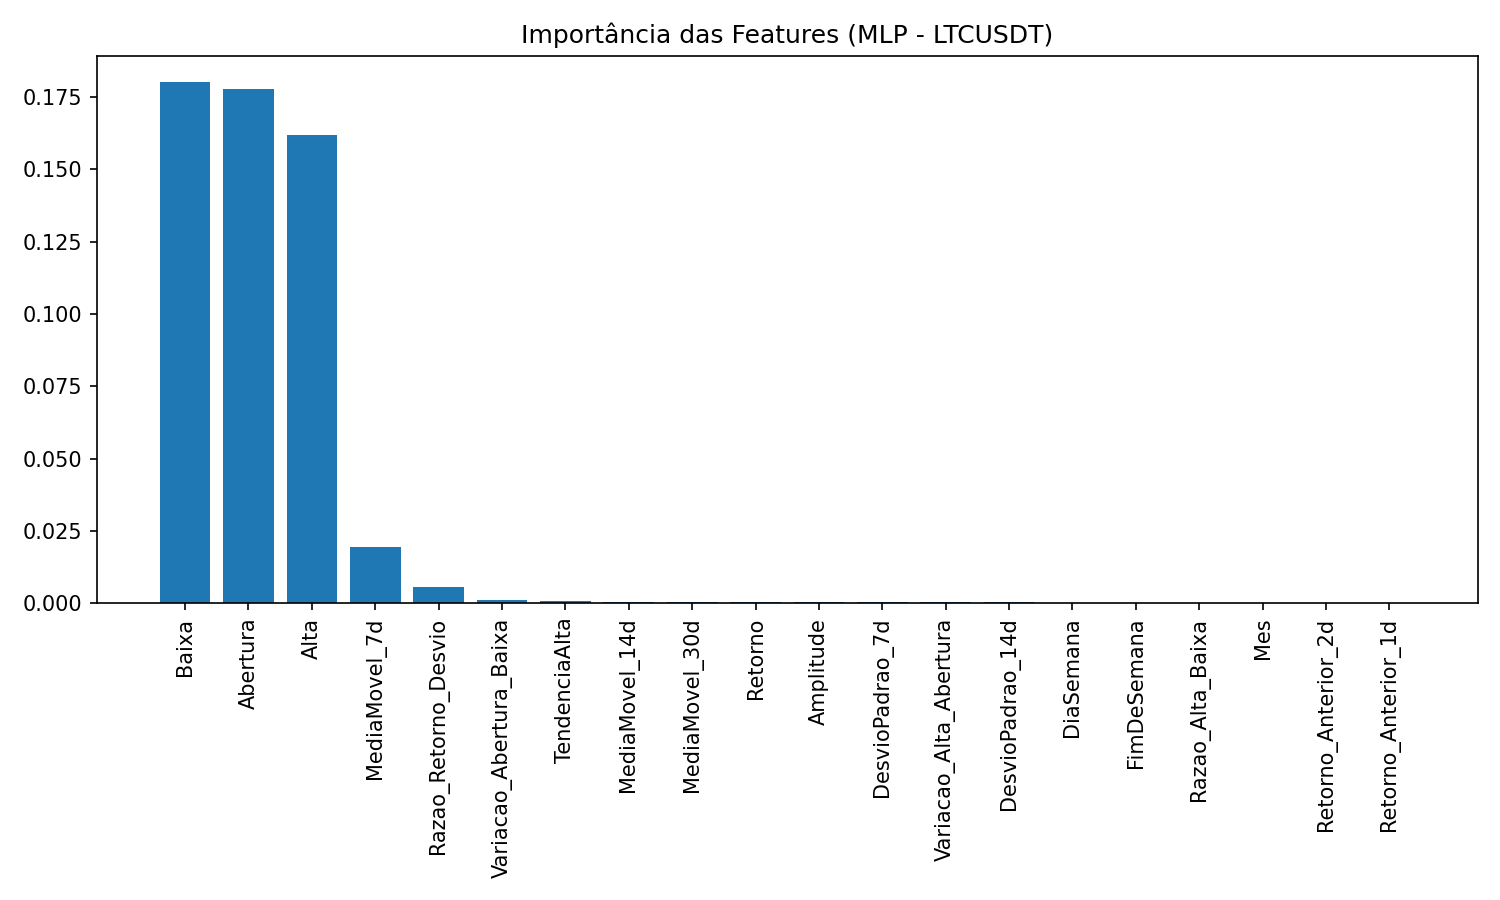 Importância das Features (MLP - LTCUSDT)
0.175
0.150
0.125
0.100
0.075
0.050
0.025
0.000
Baixa
Abertura
Alta
MediaMovel_7d
Razao_Retorno_Desvio
Variacao_Abertura_Baixa
TendenciaAlta
MediaMovel_14d
MediaMovel_30d
Retorno
Amplitude
DesvioPadrao_7d
Variacao_Alta_Abertura
DesvioPadrao_14d
DiaSemana
FimDeSemana
Razao_Alta_Baixa
Mes
Retorno_Anterior_2d
Retorno_Anterior_1d